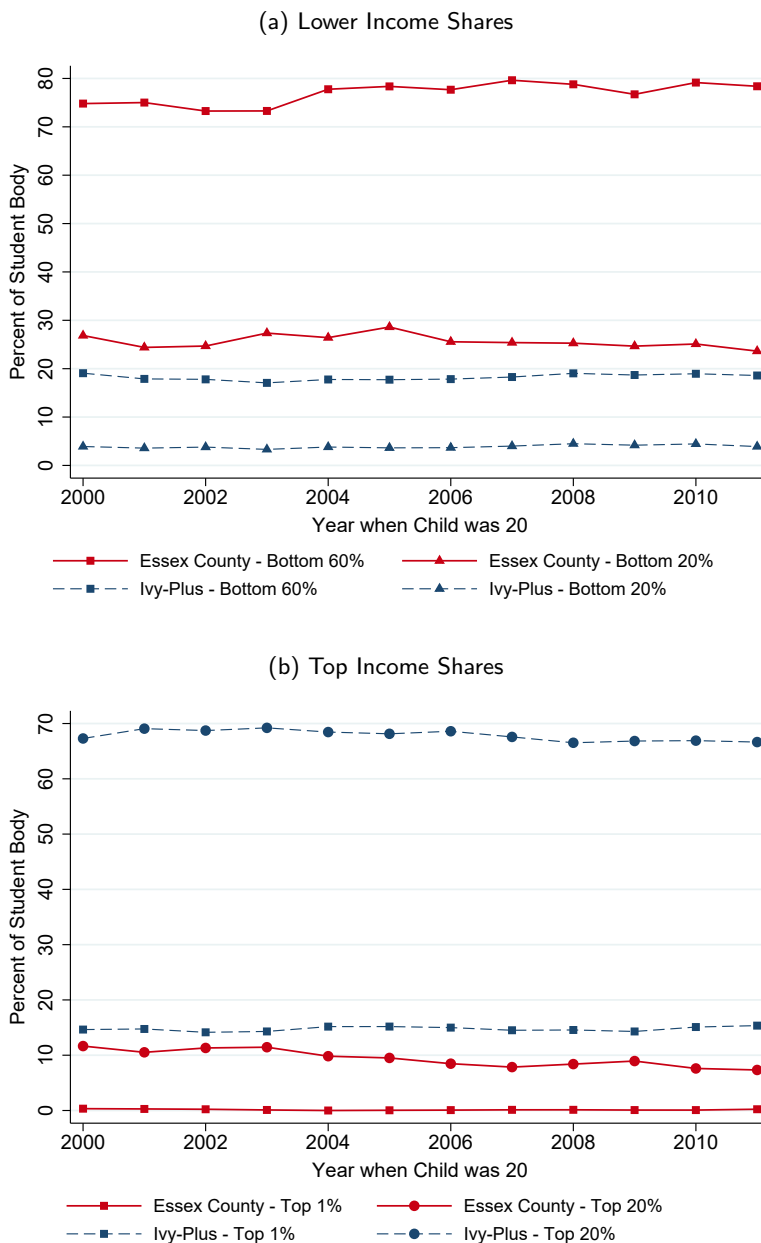 (a) Lower Income Shares
80
70
60
50
40
30
20
10
0
Percent of Student Body
2000 2002 2004 2006 2008 2010
Year when Child was 20
Essex County - Bottom 60% Essex County - Bottom 20%
Ivy-Plus - Bottom 60% Ivy-Plus - Bottom 20%
(b) Top Income Shares
70
60
50
40
30
20
10
0
Percent of Student Body
2000 2002 2004 2006 2008 2010
Year when Child was 20
Essex County - Top 1% Essex County - Top 20%
Ivy-Plus - Top 1% Ivy-Plus - Top 20%